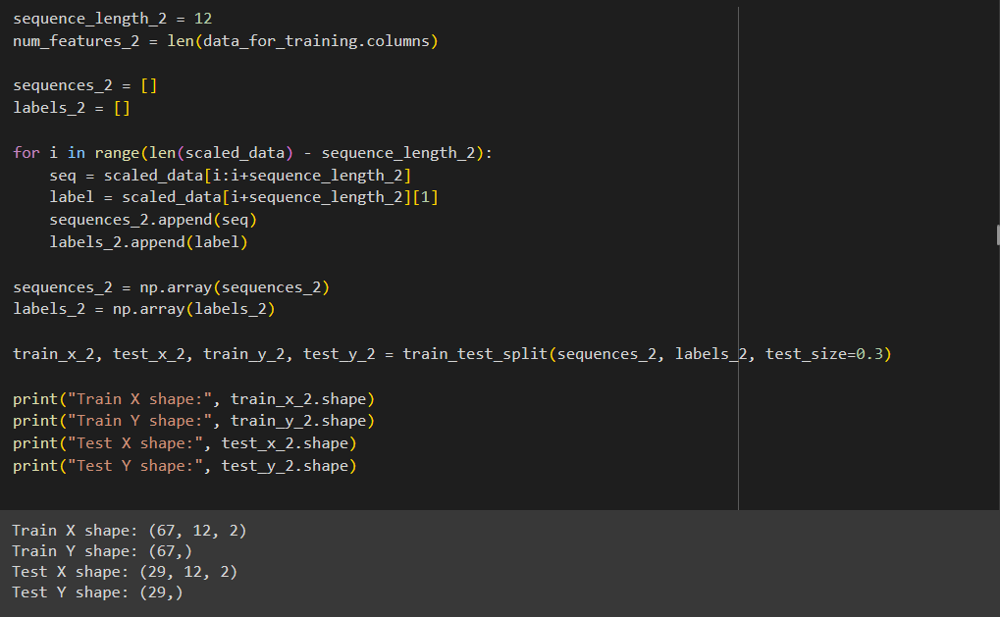 sequence_length_2 = 12
num_features_2 = len(data_for_training.columns)
sequences_2 = []
labels_2 = []
for i in range(len(scaled_data) - sequence_length_2):
    seq = scaled_data[i:i+sequence_length_2]
    label = scaled_data[i+sequence_length_2][1]
    sequences_2.append(seq)
    labels_2.append(label)
sequences_2 = np.array(sequences_2)
labels_2 = np.array(labels_2)
train_x_2, test_x_2, train_y_2, test_y_2 = train_test_split(sequences_2, labels_2, test_size=0.3)
print("Train X shape:", train_x_2.shape)
print("Train Y shape:", train_y_2.shape)
print("Test X shape:", test_x_2.shape)
print("Test Y shape:", test_y_2.shape)
Train X shape: (67, 12, 2)
Train Y shape: (67,)
Test X shape: (29, 12, 2)
Test Y shape: (29,)